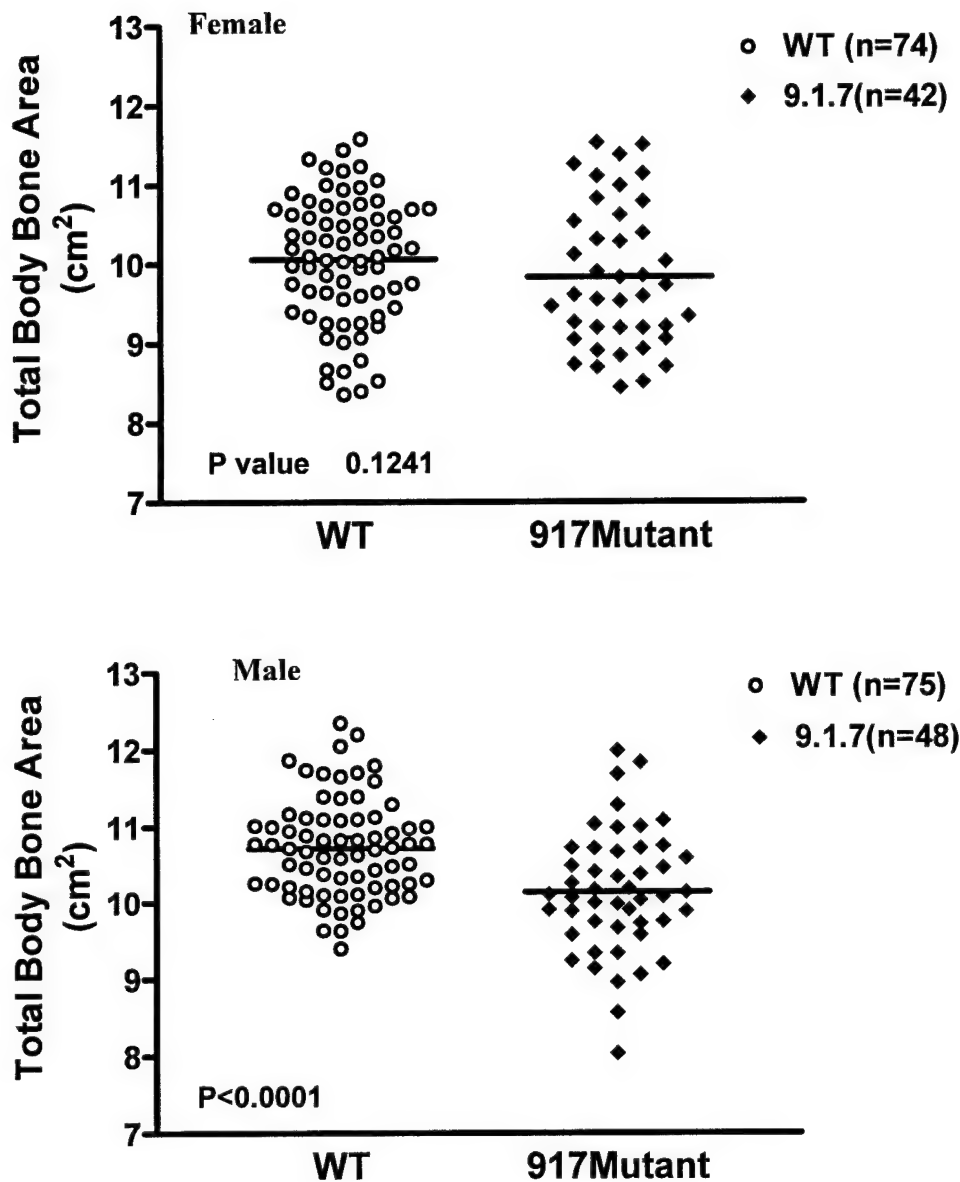 Female
WT (n=74)
9.1.7(n=42)
Total Body Bone Area
(cm²)
13
12
11
10
9
8
7
P value 0.1241
WT
917Mutant
Male
WT (n=75)
9.1.7(n=48)
Total Body Bone Area
(cm²)
13
12
11
10
9
8
7
P<0.0001
WT
917Mutant